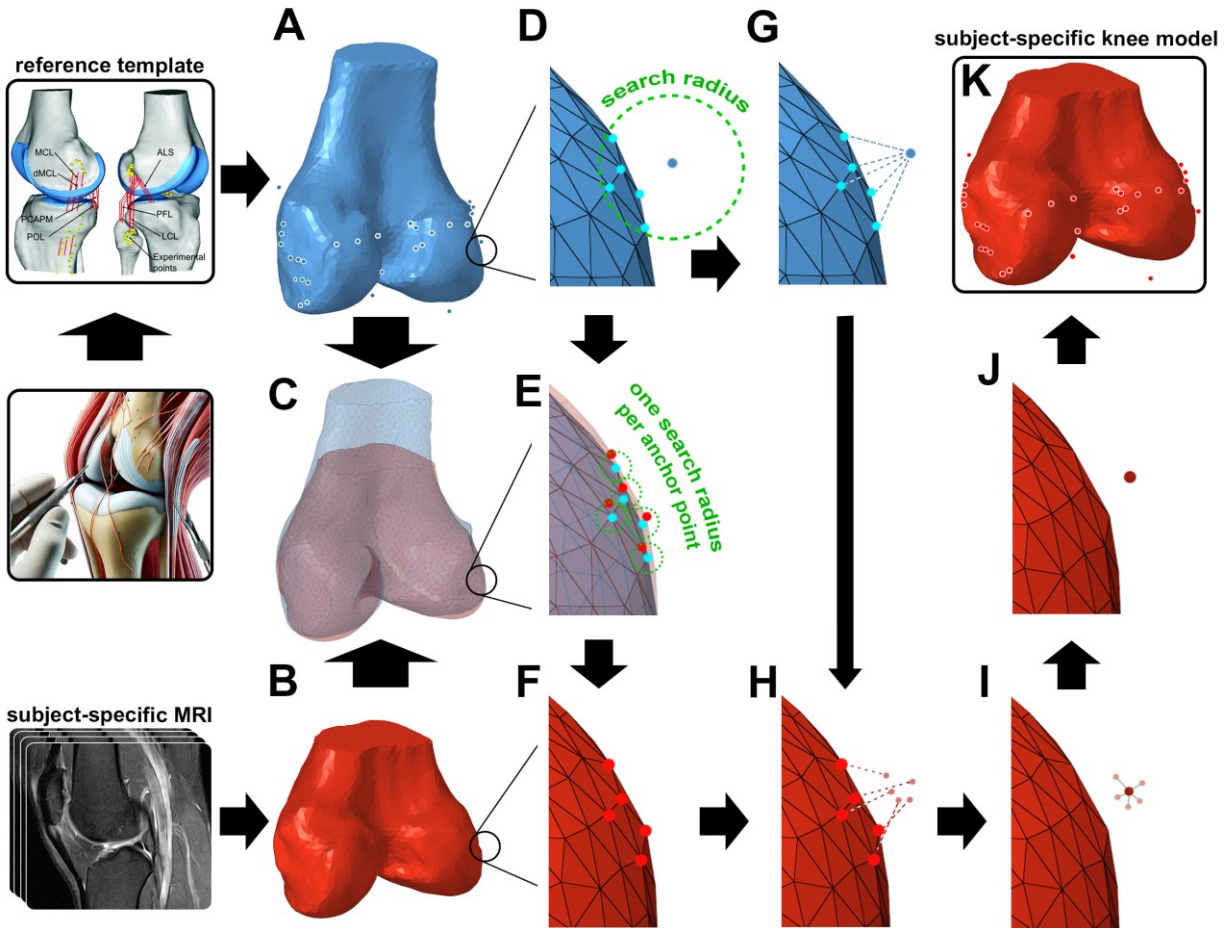 A
D
G
subject-specific knee model
reference template
K
search radius
MCL
ALS
dMCL
PCAPM
PFL
POL
LCL
Experimental
points
C
E
one search radius
per anchor point
J
B
F
H
I
subject-specific MRI